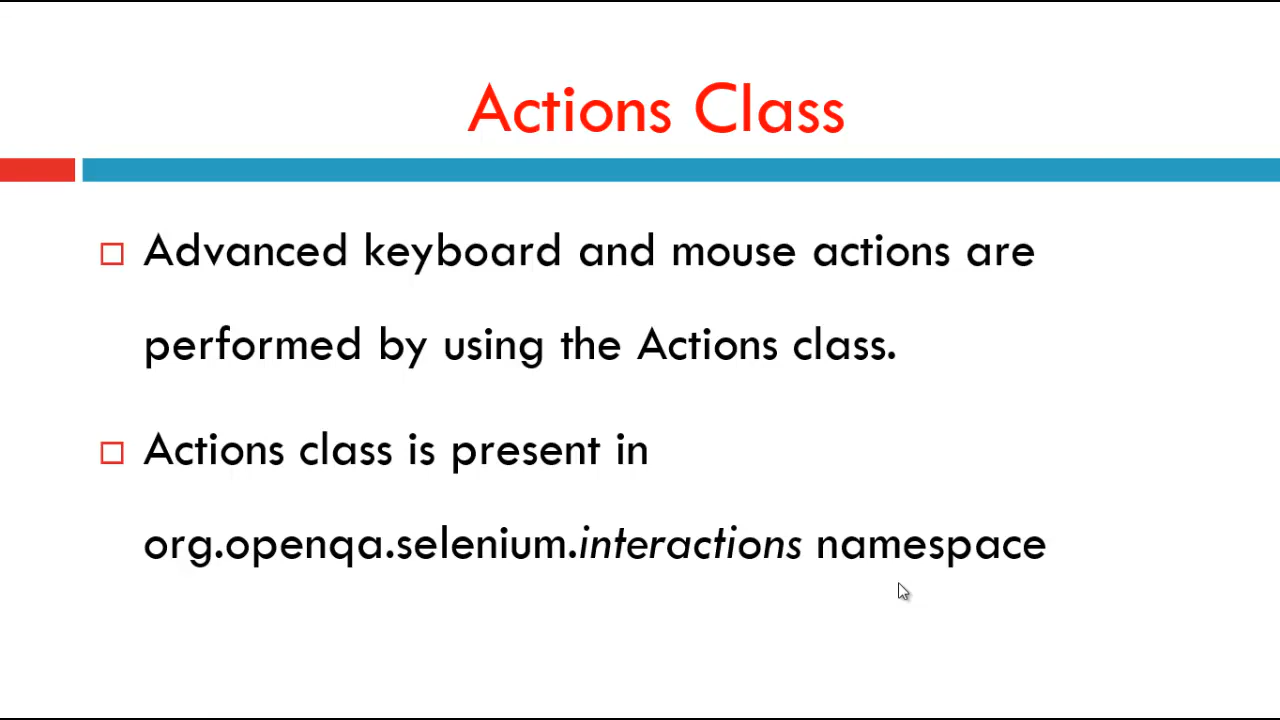 Actions Class
Advanced keyboard and mouse actions are
performed by using the Actions class.
Actions class is present in
org.openqa.selenium.interactions namespace